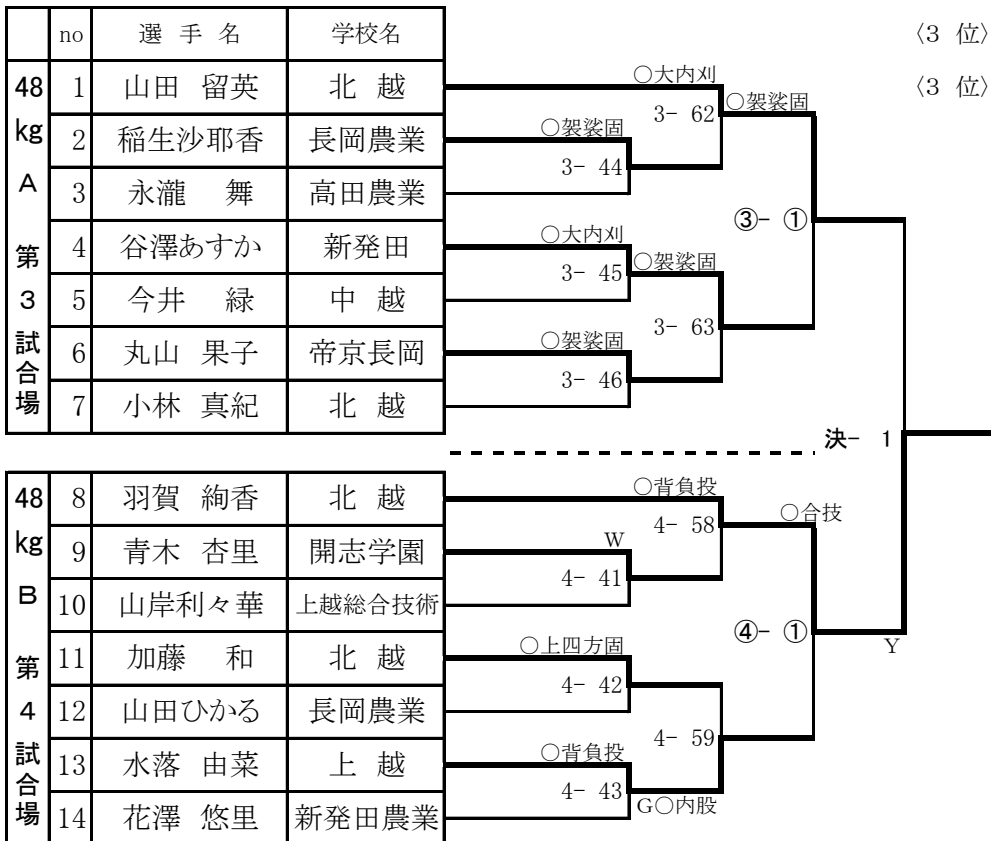 no 選手名 学校名
48kg A 第3試合場
1 山田 留英 北越
2 稲生沙耶香 長岡農業
3 永瀧 舞 高田農業
4 谷澤あすか 新発田
5 今井 緑 中越
6 丸山 果子 帝京長岡
7 小林 真紀 北越
〈3 位〉
〈3 位〉
○大内刈
3- 62
○袈裟固
○袈裟固
3- 44
③- ①
○大内刈
3- 45
○袈裟固
3- 63
○袈裟固
3- 46
決- 1
48kg B 第4試合場
8 羽賀 絢香 北越
9 青木 杏里 開志学園
10 山岸利々華 上越総合技術
11 加藤 和 北越
12 山田ひかる 長岡農業
13 水落 由菜 上越
14 花澤 悠里 新発田農業
○背負投
4- 58
○合技
W
4- 41
④- ①
Y
○上四方固
4- 42
4- 59
○背負投
4- 43
G○内股